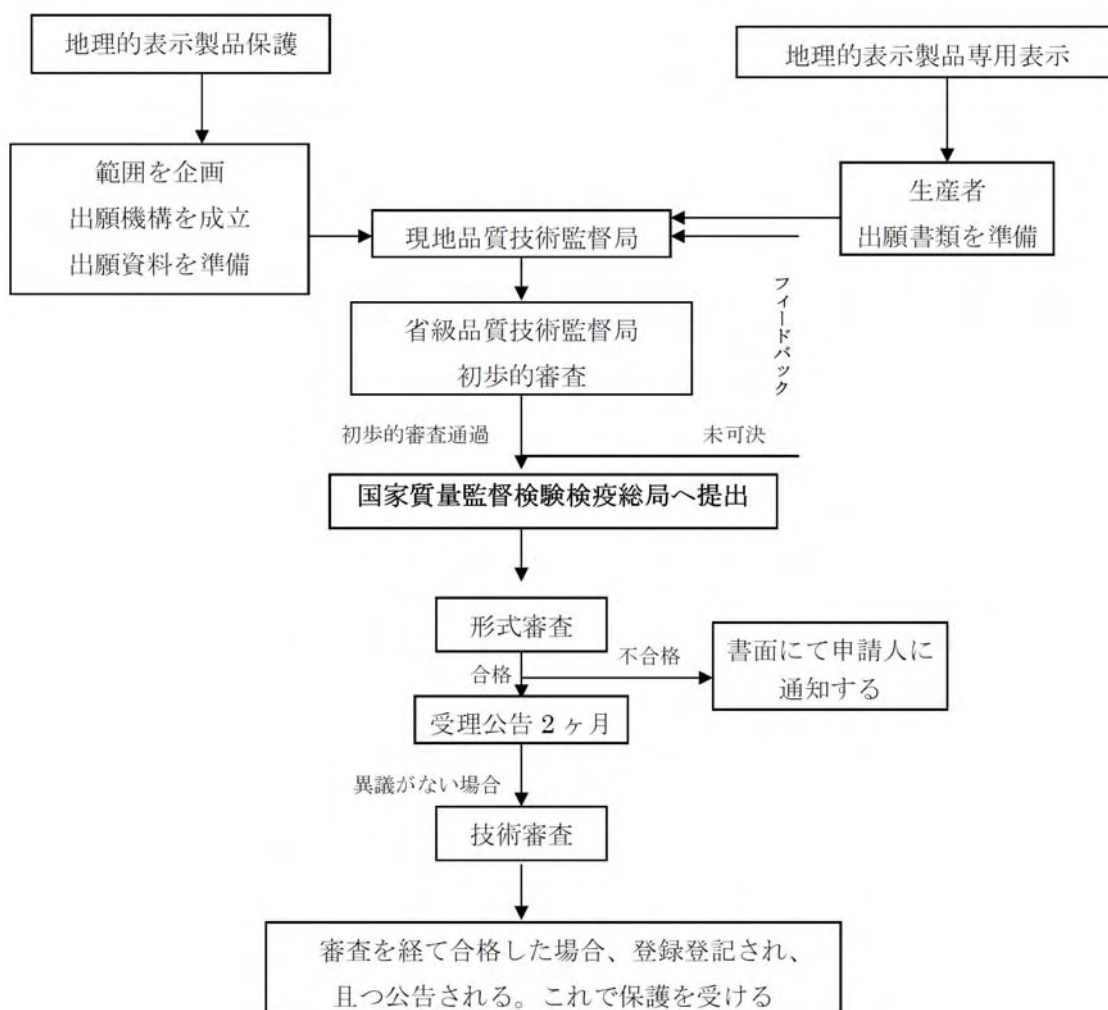 地理的表示製品保護
地理的表示製品専用表示
範囲を企画
出願機構を成立
出願資料を準備
生産者
出願書類を準備
現地品質技術監督局
フィードバック
省級品質技術監督局
初歩的審査
初歩的審査通過
未可決
国家質量監督検験検疫総局へ提出
形式審査
合格
不合格
書面にて申請人に
通知する
受理公告 2 ヶ月
異議がない場合
技術審査
審査を経て合格した場合、登録登記され、
且つ公告される。これで保護を受ける